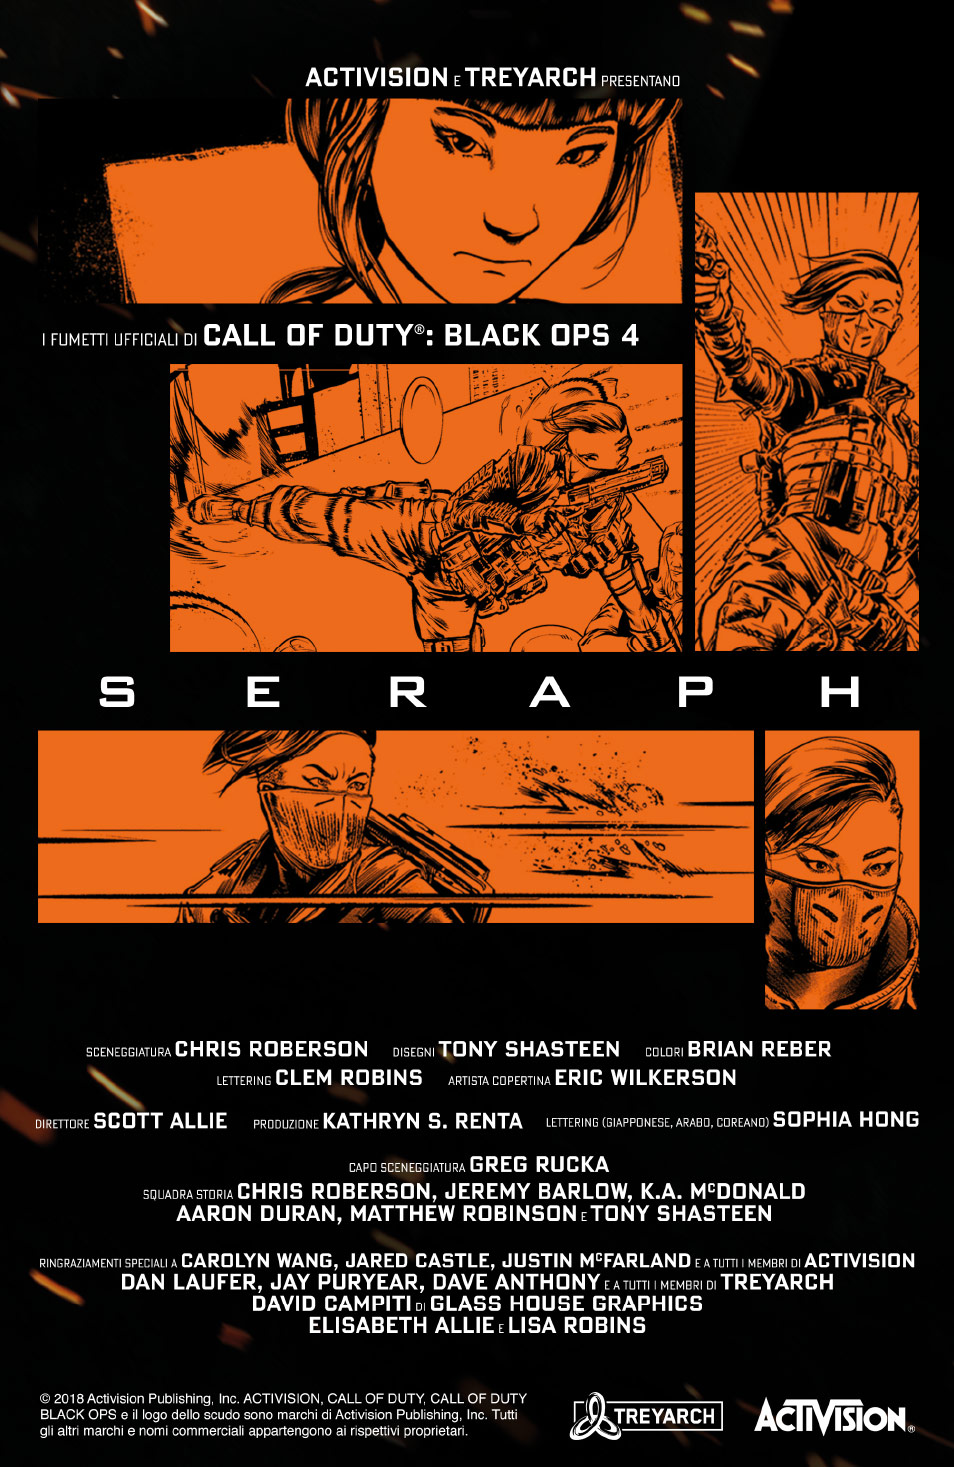 ACTIVISION E TREYARCH PRESENTANO
I FUMETTI UFFICIALI DI CALL OF DUTY®: BLACK OPS 4
SERAPH
SCENEGGIATURA CHRIS ROBERSON DISEGNI TONY SHASTEEN COLORI BRIAN REBER
LETTERING CLEM ROBINS ARTISTA COPERTINA ERIC WILKERSON
DIRETTORE SCOTT ALLIE PRODUZIONE KATHRYN S. RENTA LETTERING (GIAPPONESE, ARABO, COREANO) SOPHIA HONG
CAPO SCENEGGIATURA GREG RUCKA
SQUADRA STORIA CHRIS ROBERSON, JEREMY BARLOW, K.A. McDONALD
AARON DURAN, MATTHEW ROBINSON E TONY SHASTEEN
RINGRAZIAMENTI SPECIALI A CAROLYN WANG, JARED CASTLE, JUSTIN McFARLAND E A TUTTI I MEMBRI DI ACTIVISION
DAN LAUFER, JAY PURYEAR, DAVE ANTHONY E A TUTTI I MEMBRI DI TREYARCH
DAVID CAMPITI DI GLASS HOUSE GRAPHICS
ELISABETH ALLIE E LISA ROBINS
© 2018 Activision Publishing, Inc. ACTIVISION, CALL OF DUTY, CALL OF DUTY
BLACK OPS e il logo dello scudo sono marchi di Activision Publishing, Inc. Tutti
gli altri marchi e nomi commerciali appartengono ai rispettivi proprietari.
TREYARCH
ACTIVISION®